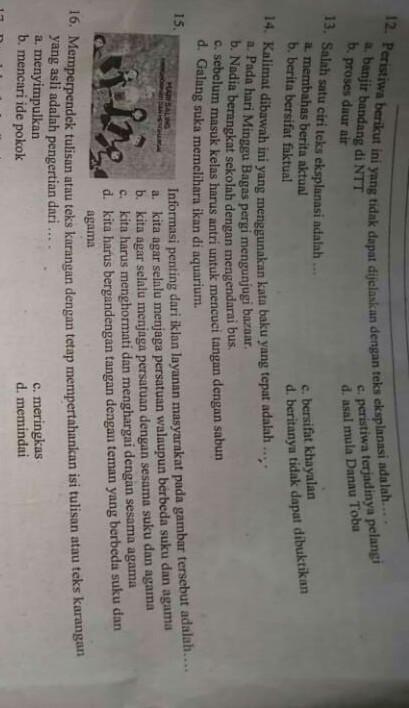 12. Peristiwa berikut ini yang tidak dapat dijelaskan dengan teks eksplanasi adalah... .
a. banjir bandang di NTT
c. peristiwa terjadinya pelangi
b. proses daur air
d. asal mula Danau Toba
13. Salah satu ciri teks eksplanasi adalah ...
a. membahas berita aktual
c. bersifat khayalan
b. berita bersifat faktual
d. beritanya tidak dapat dibuktikan
14. Kalimat dibawah ini yang menggunakan kata baku yang tepat adalah ... .
a. Pada hari Minggu Bagas pergi mengunjugi bazaar.
b. Nadia berangkat sekolah dengan mengendarai bus.
c. sebelum masuk kelas harus antri untuk mencuci tangan dengan sabun
d. Galang suka memelihara ikan di aquarium.
15.
HIDUP SALING
Informasi penting dari iklan layanan masyarakat pada gambar tersebut adalah....
a. kita agar selalu menjaga persatuan walaupun berbeda suku dan agama
b. kita agar selalu menjaga persatuan dengan sesama suku dan agama
c. kita harus menghormati dan menghargai dengan sesama agama
d. kita harus bergandengan tangan dengan teman yang berbeda suku dan
agama
16. Memperpendek tulisan atau teks karangan dengan tetap mempertahankan isi tulisan atau teks karangan
yang asli adalah pengertian dari ... .
a. menyimpulkan
c. meringkas
b. mencari ide pokok
d. memindai